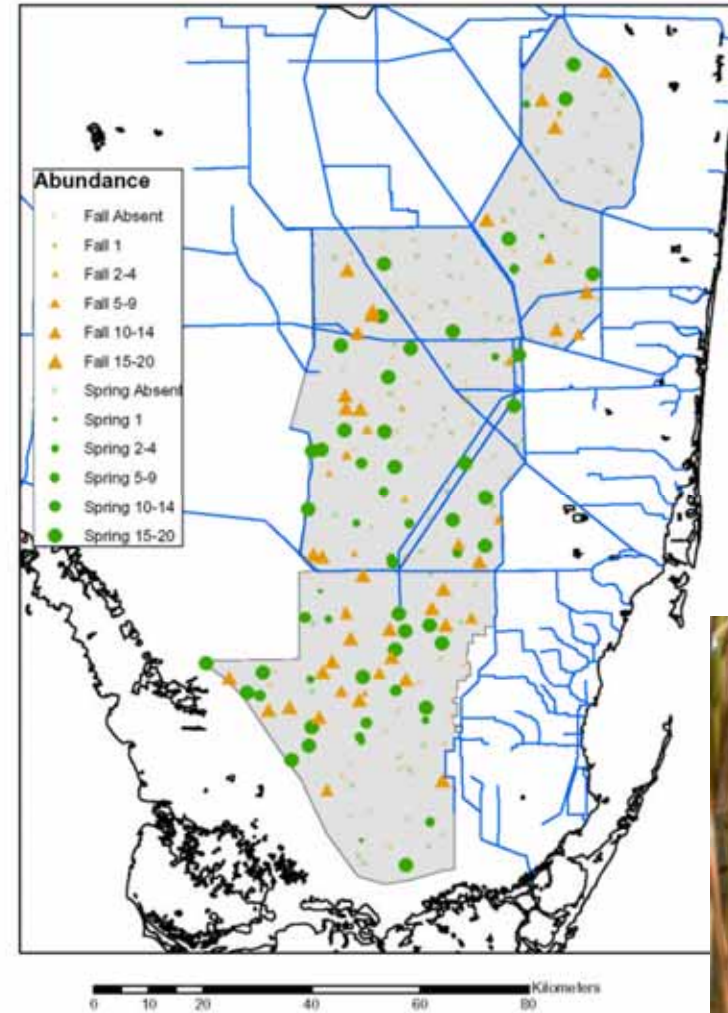 Abundance
Fall Absent
Fall 1
Fall 2-4
Fall 5-9
Fall 10-14
Fall 15-20
Spring Absent
Spring 1
Spring 2-4
Spring 5-9
Spring 10-14
Spring 15-20
Kilometers
0 5 10 20 40 60 80